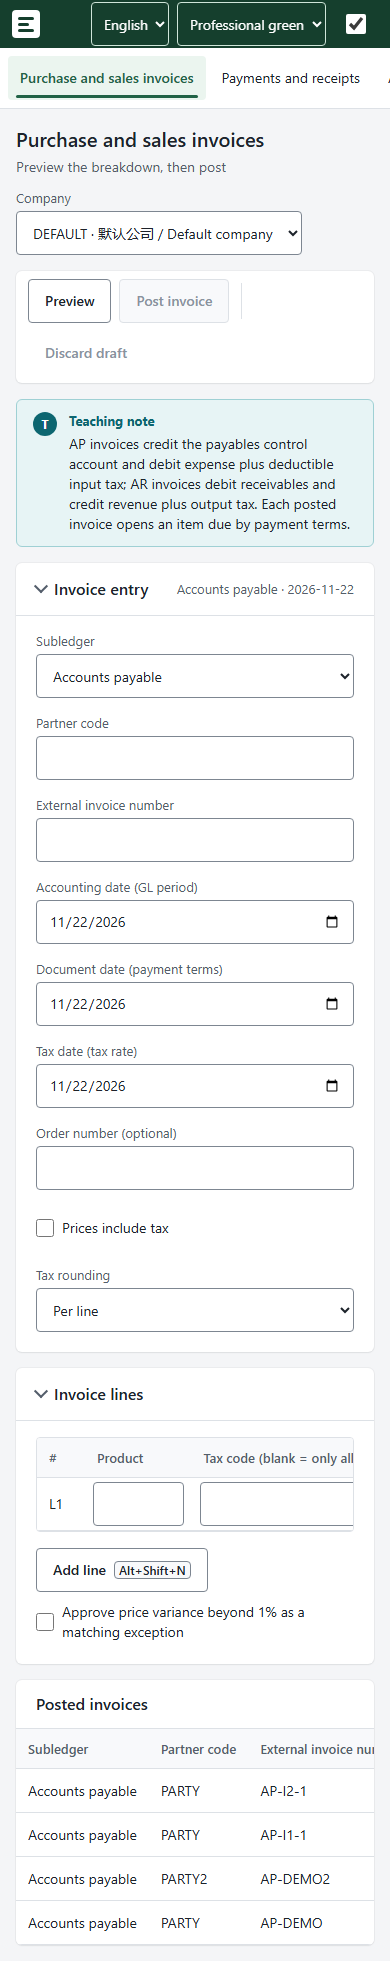 English
Professional green
Purchase and sales invoices
Payments and receipts
Purchase and sales invoices
Preview the breakdown, then post
Company
DEFAULT · 默认公司 / Default company
Preview
Post invoice
Discard draft
T
Teaching note
AP invoices credit the payables control
account and debit expense plus deductible
input tax; AR invoices debit receivables and
credit revenue plus output tax. Each posted
invoice opens an item due by payment terms.
Invoice entry
Accounts payable · 2026-11-22
Subledger
Accounts payable
Partner code
External invoice number
Accounting date (GL period)
11/22/2026
Document date (payment terms)
11/22/2026
Tax date (tax rate)
11/22/2026
Order number (optional)
Prices include tax
Tax rounding
Per line
Invoice lines
# Product Tax code (blank = only all
L1
Add line Alt+Shift+N
Approve price variance beyond 1% as a
matching exception
Posted invoices
Subledger Partner code External invoice
Accounts payable PARTY AP-I2-1
Accounts payable PARTY AP-I1-1
Accounts payable PARTY2 AP-DEMO2
Accounts payable PARTY AP-DEMO